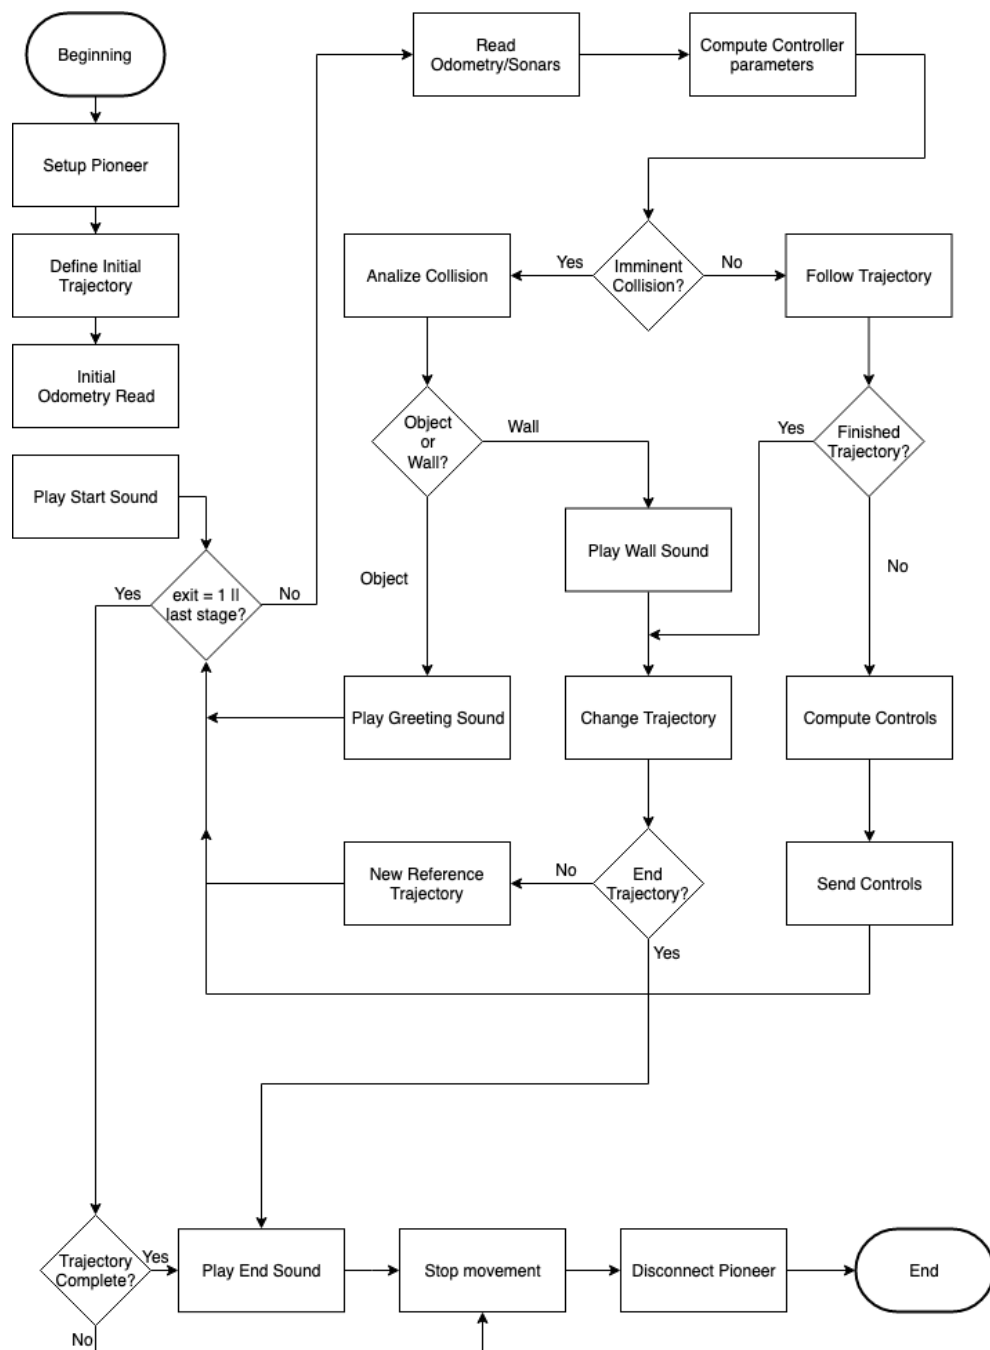 Beginning
Setup Pioneer
Define Initial
Trajectory
Initial
Odometry Read
Play Start Sound
exit = 1 ||
last stage?
Yes
No
Read
Odometry/Sonars
Compute Controller
parameters
Imminent
Collision?
Yes
No
Analize Collision
Follow Trajectory
Object
or
Wall?
Wall
Object
Finished
Trajectory?
Yes
No
Play Wall Sound
Play Greeting Sound
Change Trajectory
Compute Controls
New Reference
Trajectory
No
End
Trajectory?
Yes
Send Controls
Trajectory
Complete?
Yes
No
Play End Sound
Stop movement
Disconnect Pioneer
End